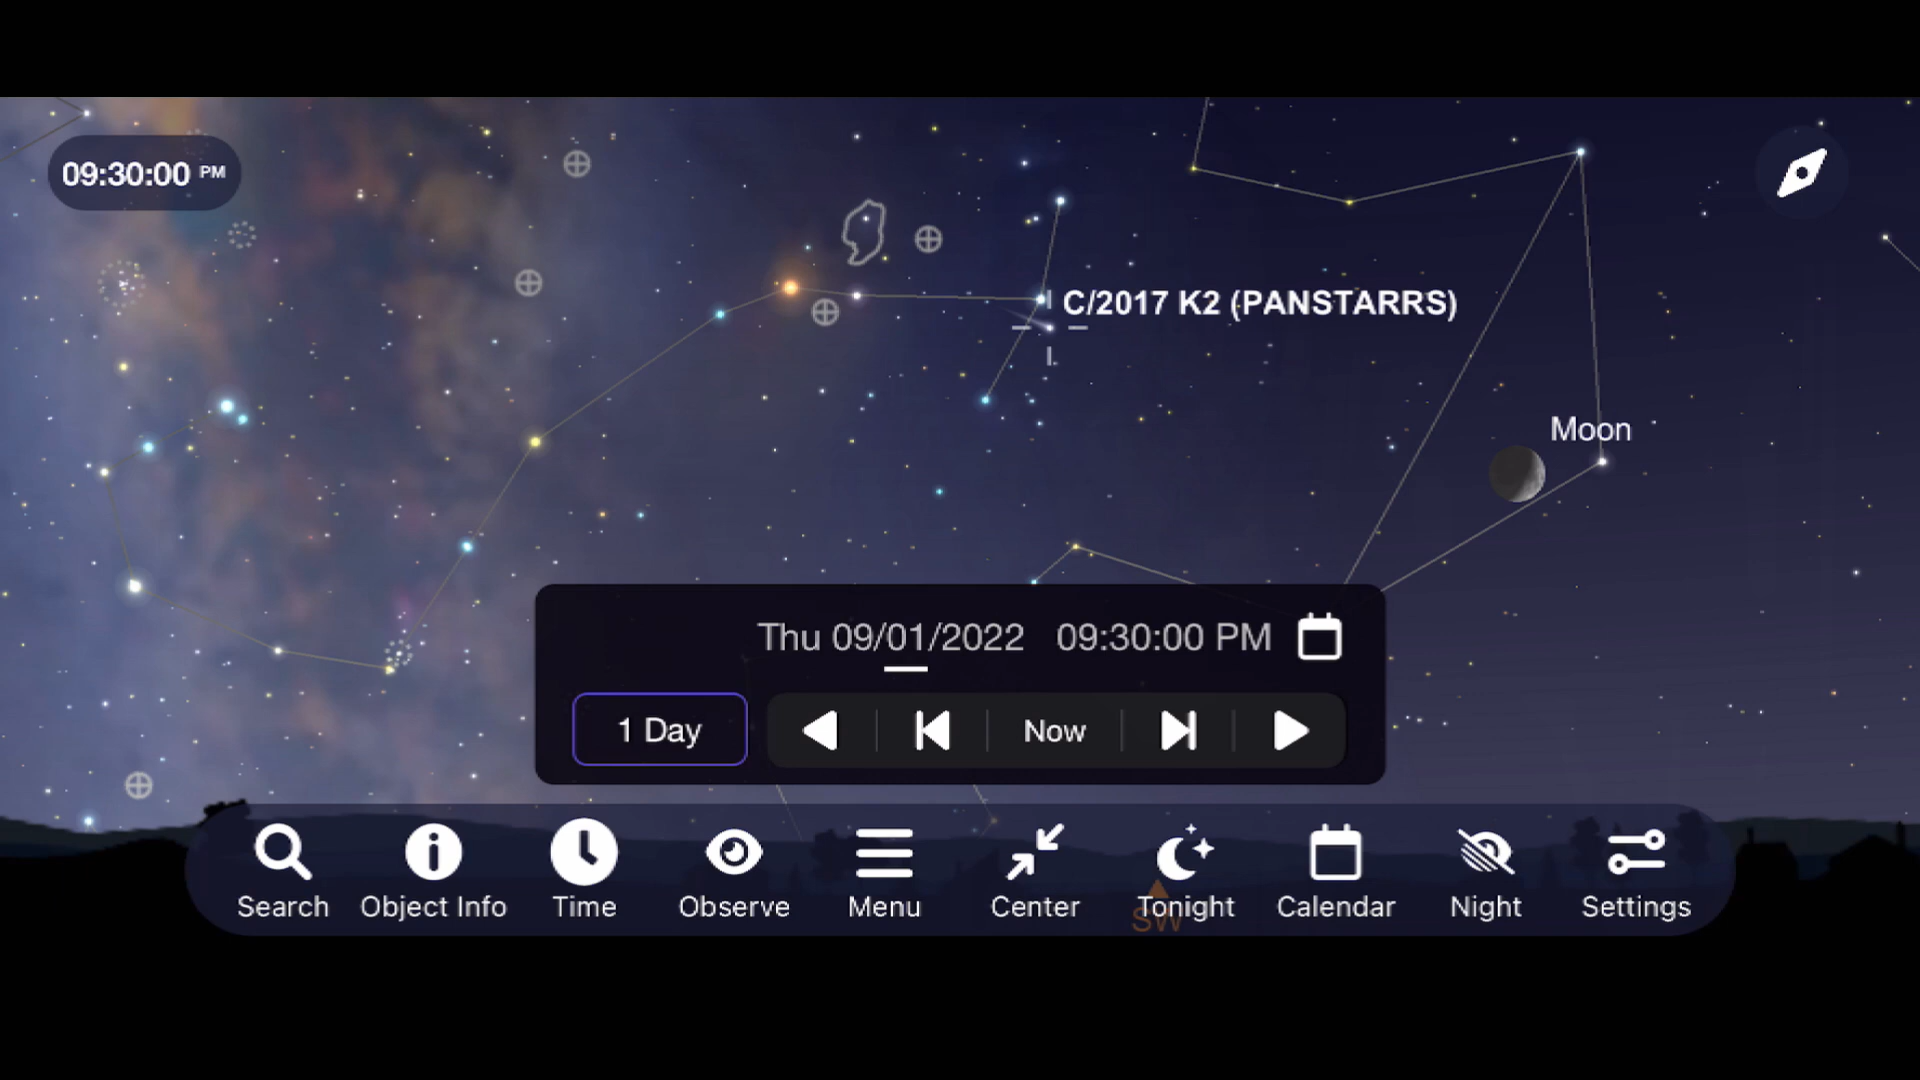 09:30:00 PM
C/2017 K2 (PANSTARRS)
Moon
Thu 09/01/2022 09:30:00 PM
1 Day
Now
Search Object Info Time Observe Menu Center Tonight Calendar Night Settings
SW